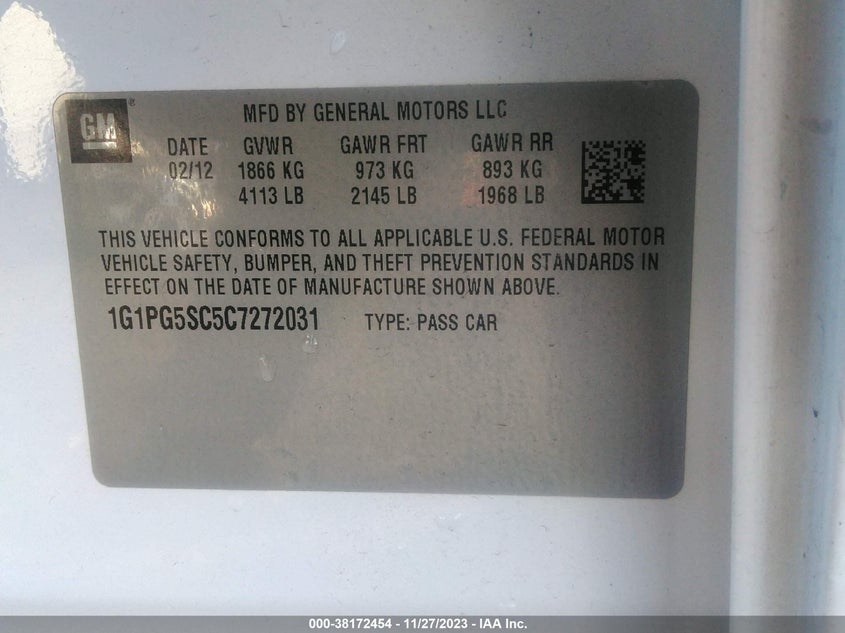 GM ®
MFD BY GENERAL MOTORS LLC
DATE GVWR GAWR FRT GAWR RR
02/12 1866 KG 973 KG 893 KG
4113 LB 2145 LB 1968 LB
THIS VEHICLE CONFORMS TO ALL APPLICABLE U.S. FEDERAL MOTOR
VEHICLE SAFETY, BUMPER, AND THEFT PREVENTION STANDARDS IN
EFFECT ON THE DATE OF MANUFACTURE SHOWN ABOVE.
1G1PG5SC5C7272031 TYPE: PASS CAR
000-38172454 - 11/27/2023 - IAA Inc.